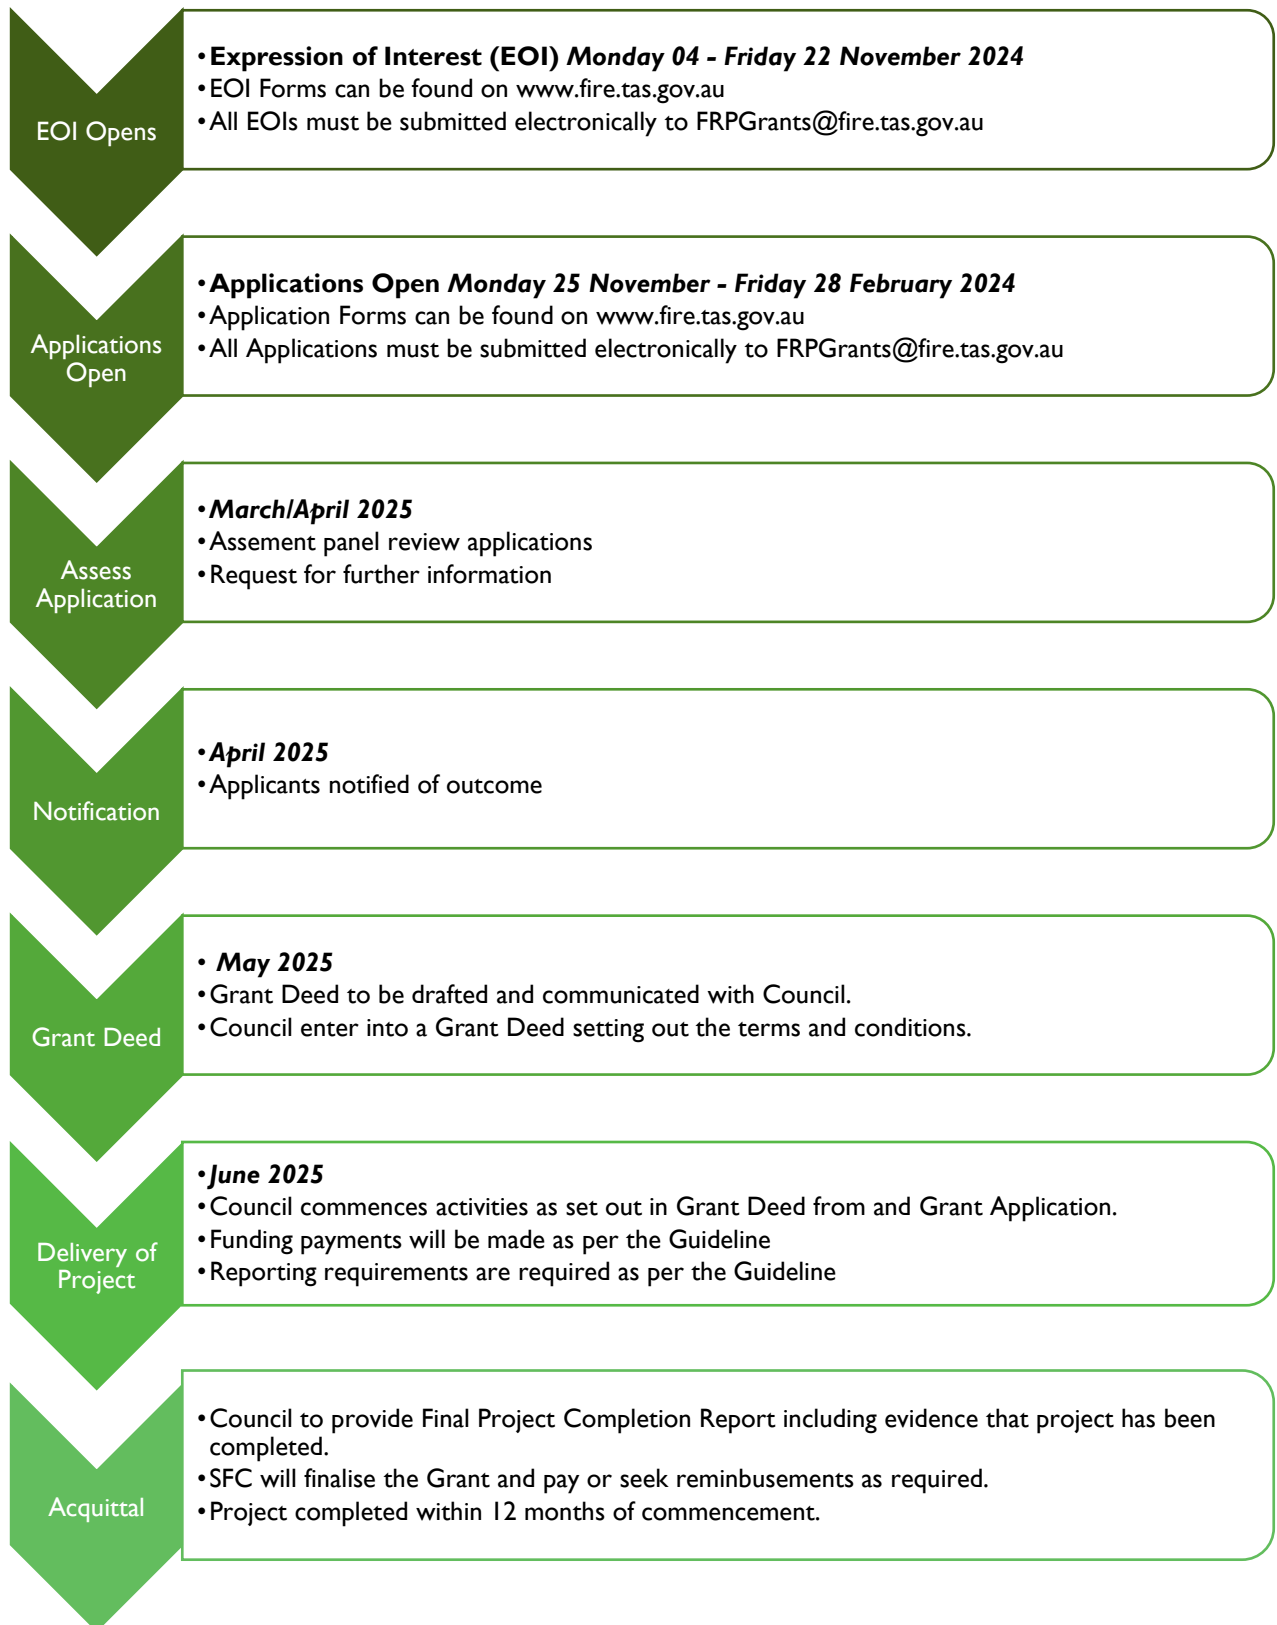 EOI Opens
•Expression of Interest (EOI) Monday 04 - Friday 22 November 2024
•EOI Forms can be found on www.fire.tas.gov.au
•All EOIs must be submitted electronically to FRPGrants@fire.tas.gov.au
Applications
Open
•Applications Open Monday 25 November - Friday 28 February 2024
•Application Forms can be found on www.fire.tas.gov.au
•All Applications must be submitted electronically to FRPGrants@fire.tas.gov.au
Assess
Application
•March/April 2025
•Assement panel review applications
•Request for further information
Notification
•April 2025
•Applicants notified of outcome
Grant Deed
• May 2025
•Grant Deed to be drafted and communicated with Council.
•Council enter into a Grant Deed setting out the terms and conditions.
Delivery of
Project
•June 2025
•Council commences activities as set out in Grant Deed from and Grant Application.
•Funding payments will be made as per the Guideline
•Reporting requirements are required as per the Guideline
Acquittal
•Council to provide Final Project Completion Report including evidence that project has been
completed.
•SFC will finalise the Grant and pay or seek reminbusements as required.
•Project completed within 12 months of commencement.